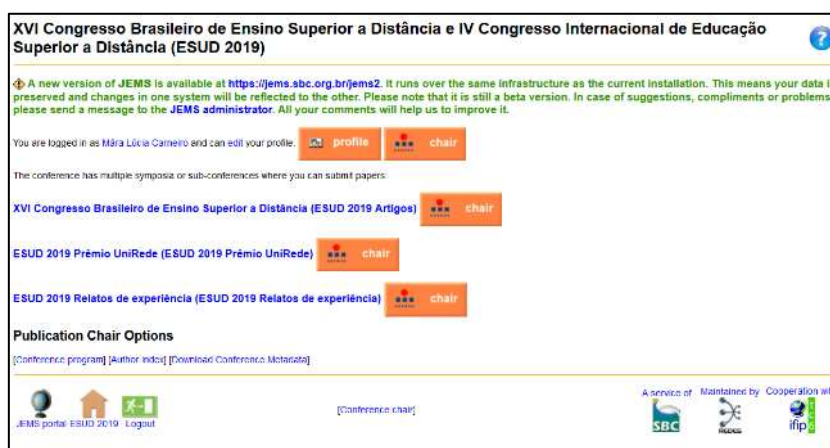 XVI Congresso Brasileiro de Ensino Superior a Distância e IV Congresso Internacional de Educação
Superior a Distância (ESUD 2019)
A new version of JEMS is available at https://jems.sbc.org.br/jems2. It runs over the same infrastructure as the current installation. This means your data i
preserved and changes in one system will be reflected to the other. Please note that it is still a beta version. In case of suggestions, compliments or problems
please send a message to the JEMS administrator. All your comments will help us to improve it.
You are logged in as Mára Lúcia Carneiro and can edit your profile. profile chair
The conference has multiple symposia or sub-conferences where you can submit papers:
XVI Congresso Brasileiro de Ensino Superior a Distância (ESUD 2019 Artigos) chair
ESUD 2019 Prêmio UniRede (ESUD 2019 Prêmio UniRede) chair
ESUD 2019 Relatos de experiência (ESUD 2019 Relatos de experiência) chair
Publication Chair Options
[Conference program] [Author index] [Download Conference Metadata]
JEMS portal ESUD 2019 Logout
[Conference chair]
A service of Maintained by Cooperation wi
SBC ifip